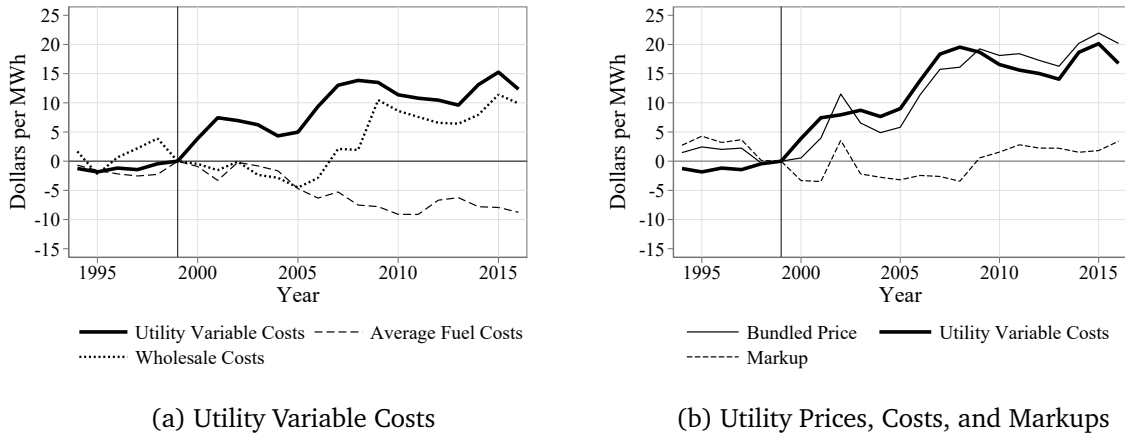 25
20
15
10
5
0
-5
-10
-15
Dollars per MWh
1995 2000 2005 2010 2015
Year
Utility Variable Costs Average Fuel Costs
Wholesale Costs
(a) Utility Variable Costs
25
20
15
10
5
0
-5
-10
-15
Dollars per MWh
1995 2000 2005 2010 2015
Year
Bundled Price Utility Variable Costs
Markup
(b) Utility Prices, Costs, and Markups